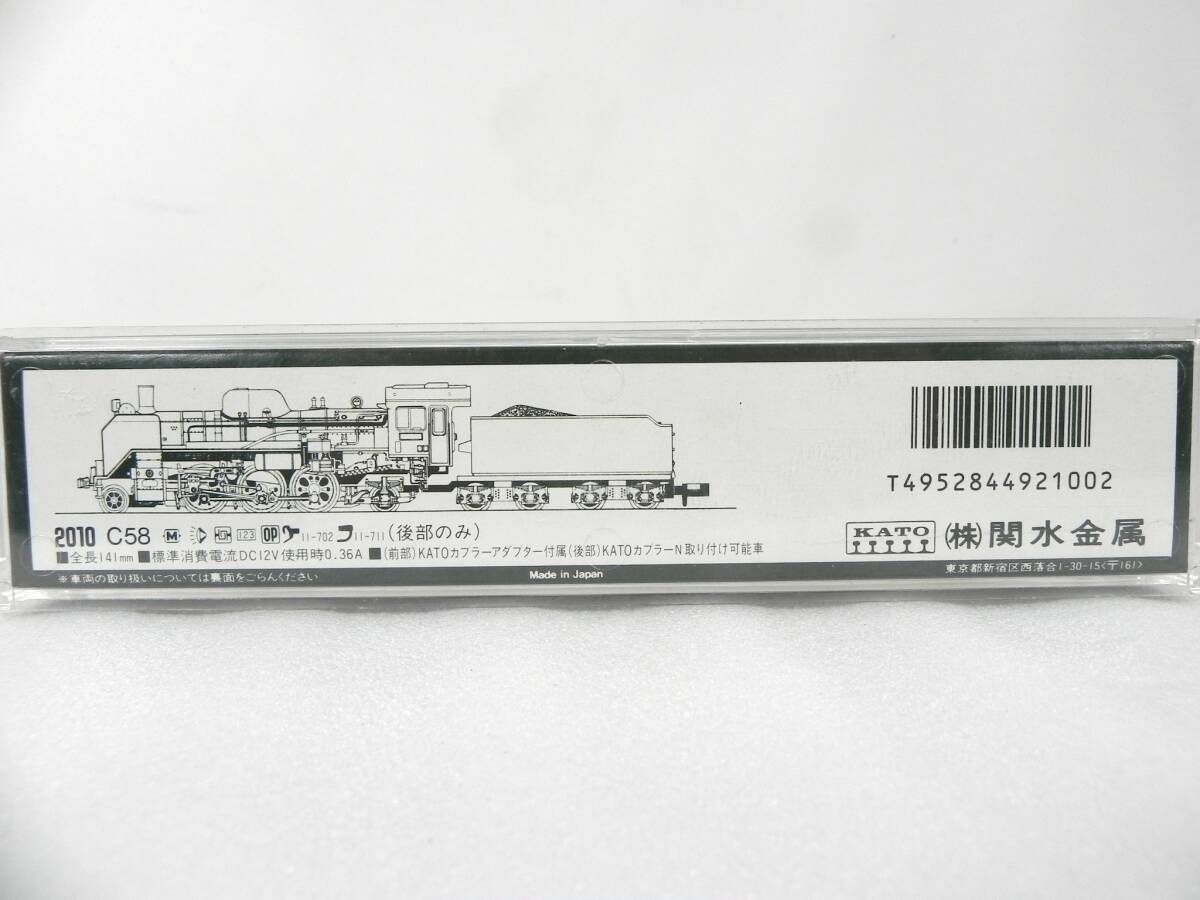 T4952844921002
2010 C58 M 123 OP 11-702 11-711 (後部のみ)
■全長141mm ■標準消費電流DC12V使用時0.36A ■(前部)KATOカプラーアダプター付属(後部)KATOカプラーN取り付け可能車
KATO (株)関水金属
※車両の取り扱いについては裏面をごらんください
Made in Japan
東京都新宿区西落合1-30-15〈〒161〉